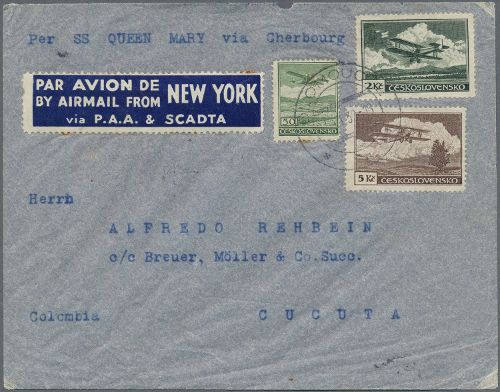 Per SS QUEEN MARY via Cherbourg
PAR AVION DE
BY AIRMAIL FROM NEW YORK
via P.A.A. & SCADTA
50h
ČESKOSLOVENSKO
2 Kč
ČESKOSLOVENSKO
5 Kč
ČESKOSLOVENSKO
Herrn
ALFREDO REHBEIN
c/c Breuer, Möller & Co. Succ.
Colombia CUCUTA